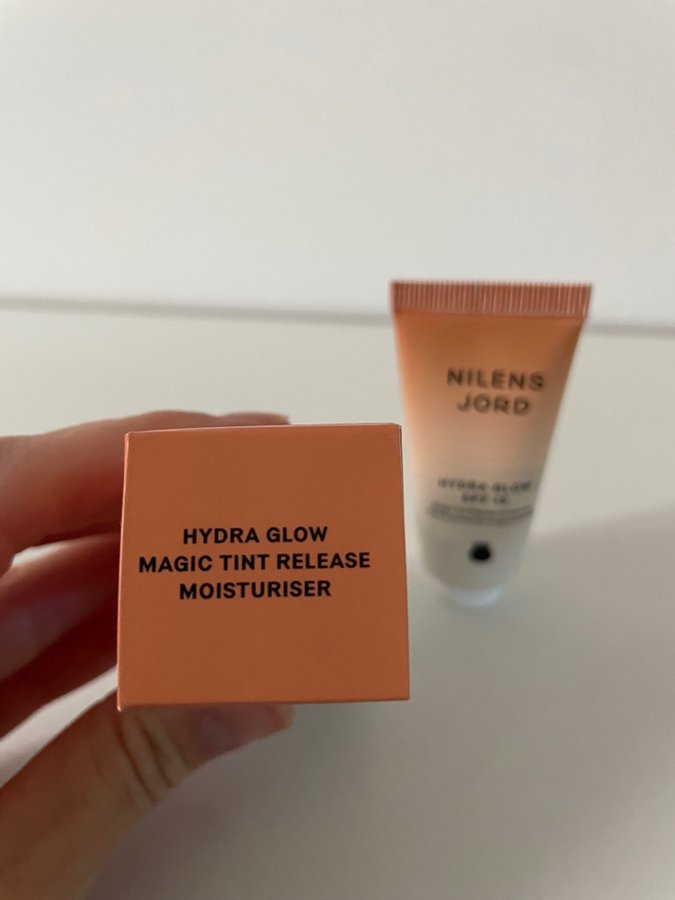 HYDRA GLOW
MAGIC TINT RELEASE
MOISTURISER
NILENS
JORD
HYDRA GLOW
SPF 15